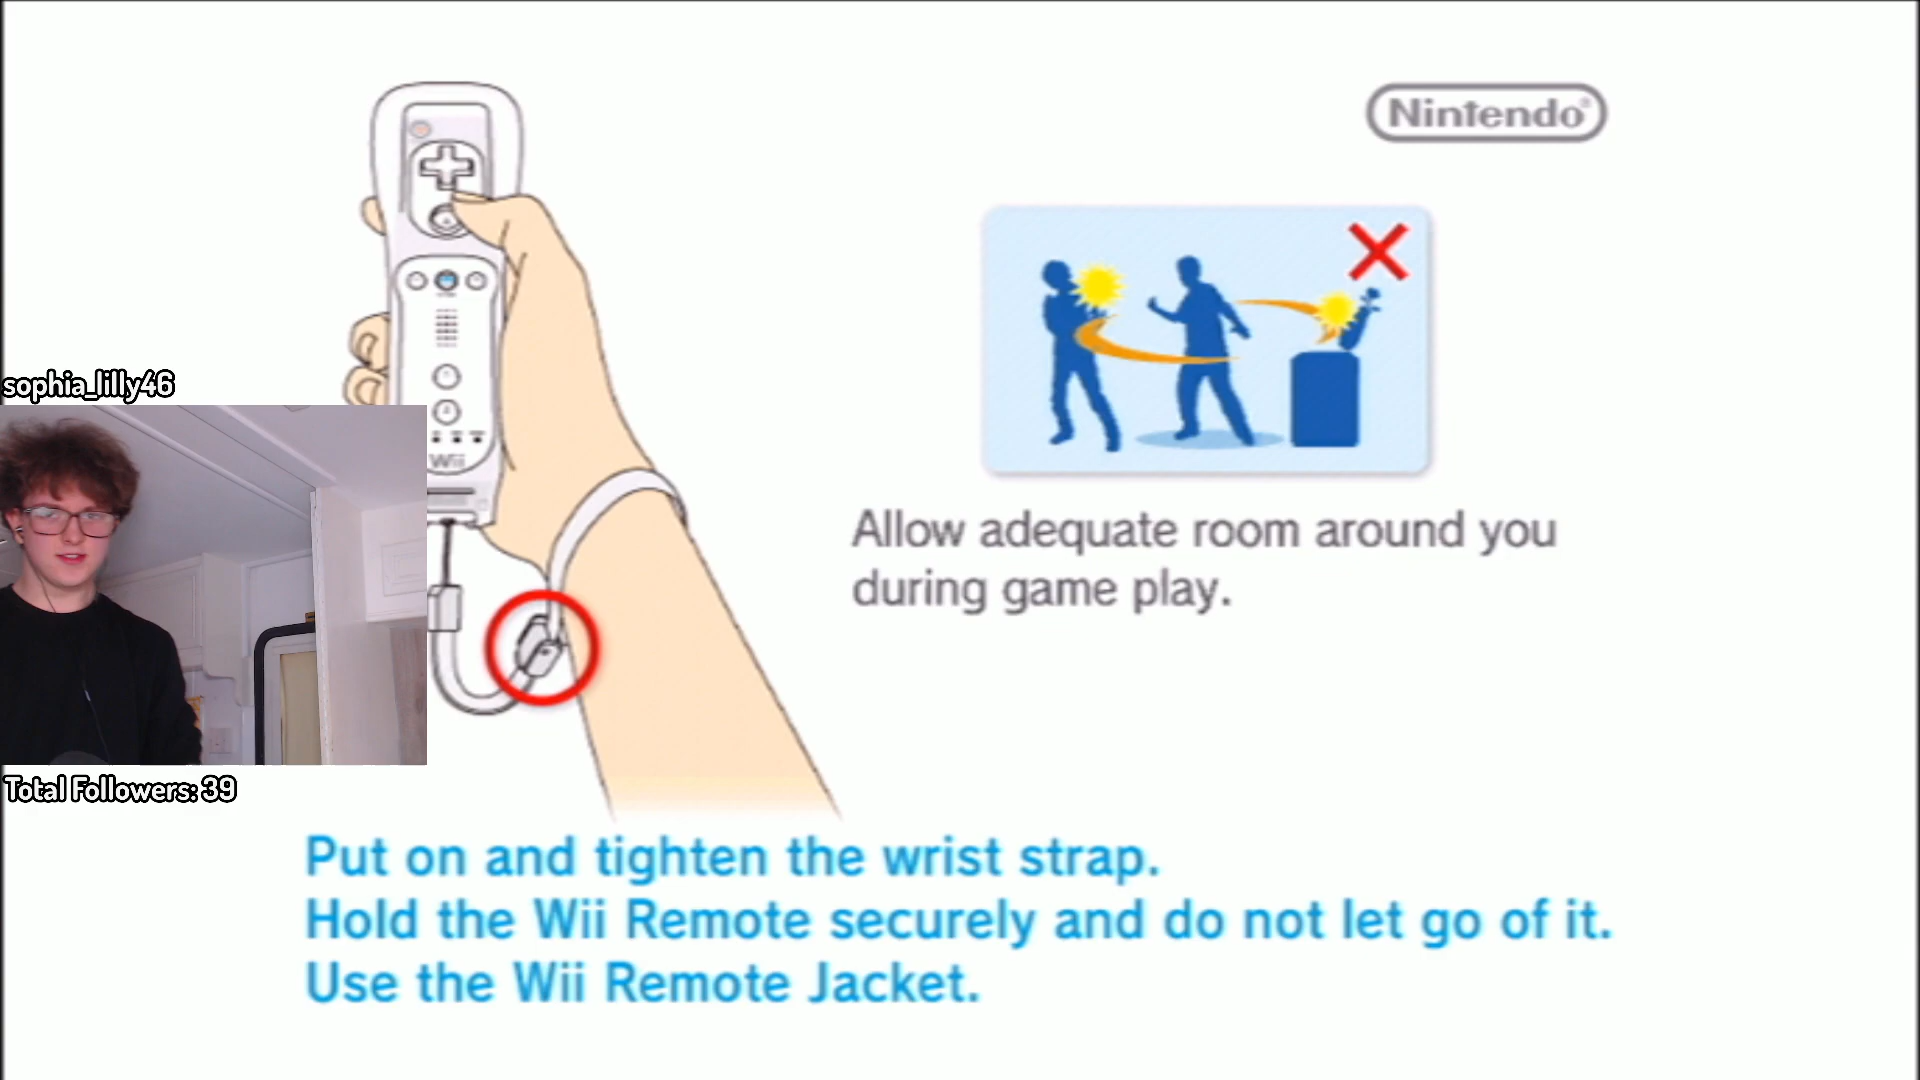 Nintendo®
sophia_lilly46
Wii
Allow adequate room around you
during game play.
Total Followers: 39
Put on and tighten the wrist strap.
Hold the Wii Remote securely and do not let go of it.
Use the Wii Remote Jacket.